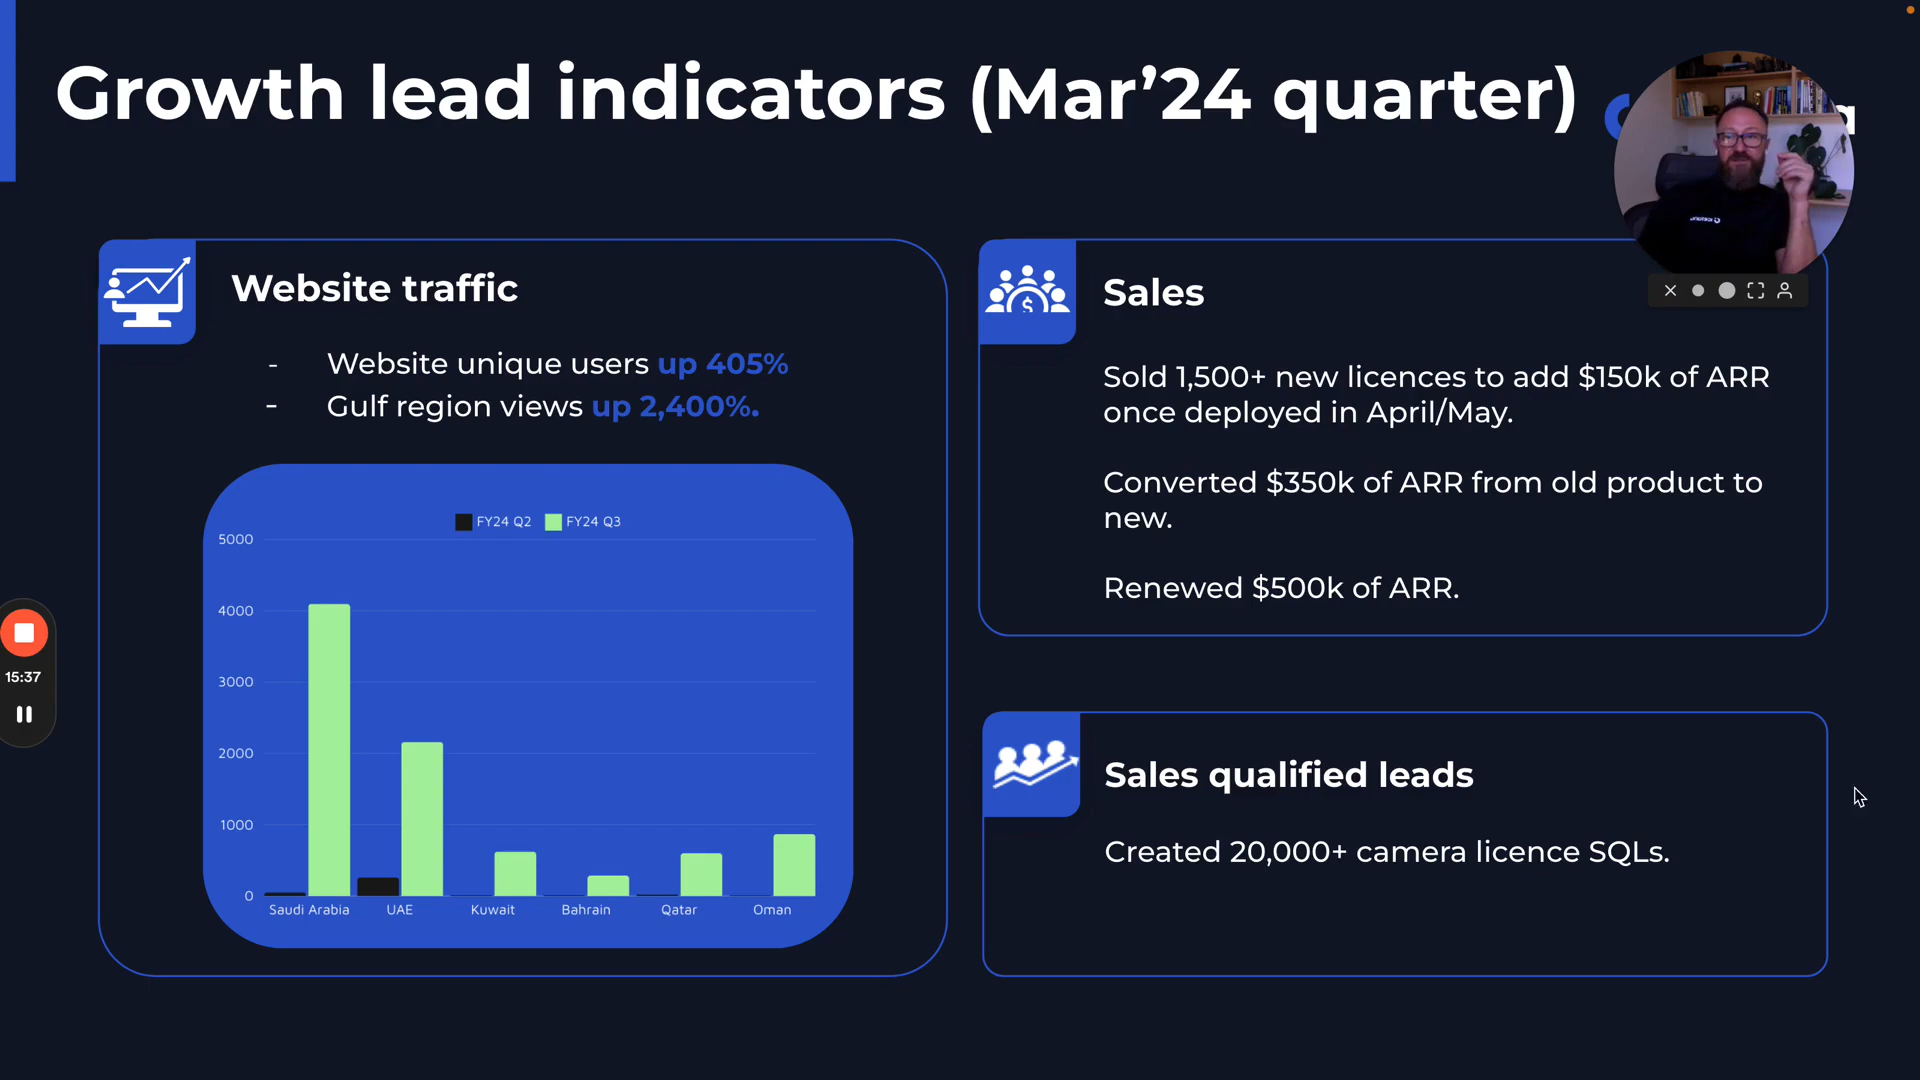 Growth lead indicators (Mar’24 quarter)
Website traffic
- Website unique users up 405%
- Gulf region views up 2,400%.
FY24 Q2 FY24 Q3
5000
4000
3000
2000
1000
0
Saudi Arabia UAE Kuwait Bahrain Qatar Oman
Sales
Sold 1,500+ new licences to add $150k of ARR
once deployed in April/May.
Converted $350k of ARR from old product to
new.
Renewed $500k of ARR.
Sales qualified leads
Created 20,000+ camera licence SQLs.
15:37